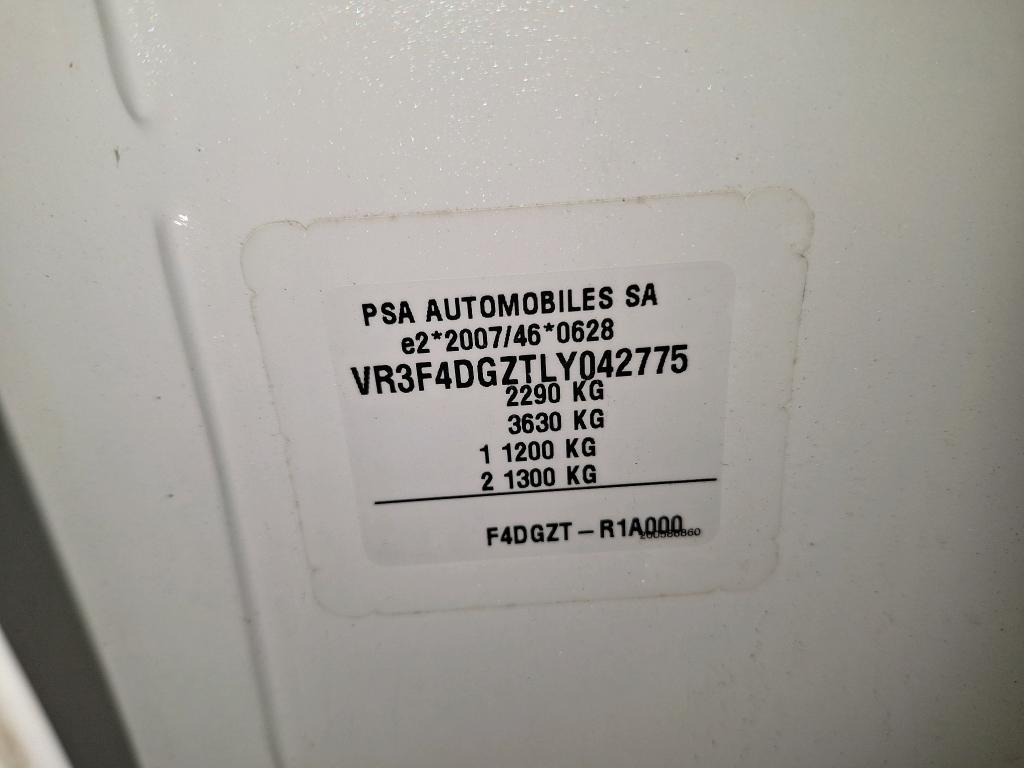 PSA AUTOMOBILES SA
e2*2007/46*0628
VR3F4DGZTLY042775
2290 KG
3630 KG
1 1200 KG
2 1300 KG
F4DGZT – R1A000